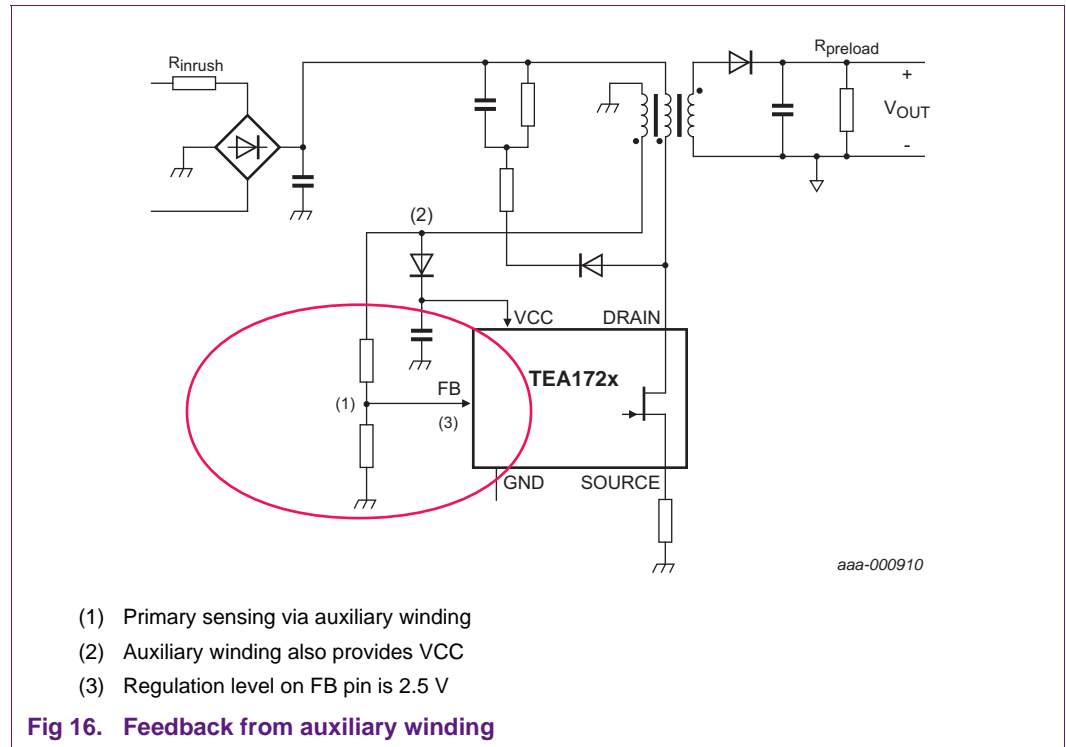 Rinrush
Rpreload
+
VOUT
-
(2)
VCC
DRAIN
TEA172x
FB
(1)
(3)
GND
SOURCE
aaa-000910
(1) Primary sensing via auxiliary winding
(2) Auxiliary winding also provides VCC
(3) Regulation level on FB pin is 2.5 V
Fig 16. Feedback from auxiliary winding